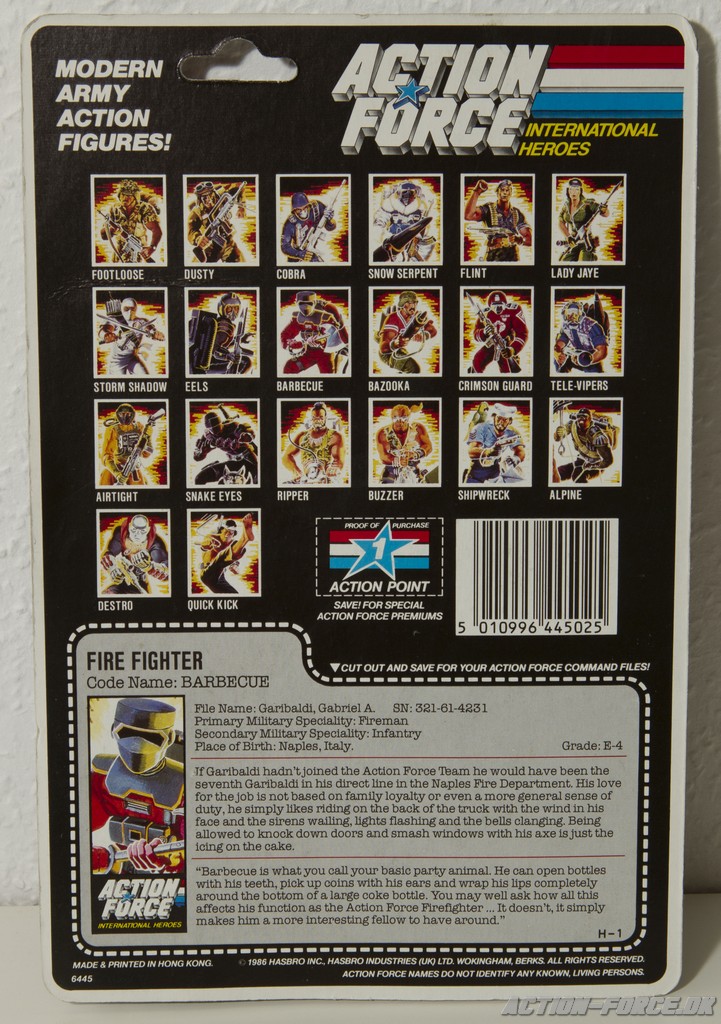 MODERN
ARMY
ACTION
FIGURES!
ACTION
FORCE
INTERNATIONAL
HEROES
FOOTLOOSE DUSTY COBRA SNOW SERPENT FLINT LADY JAYE
STORM SHADOW EELS BARBECUE BAZOOKA CRIMSON GUARD TELE-VIPERS
AIRTIGHT SNAKE EYES RIPPER BUZZER SHIPWRECK ALPINE
DESTRO QUICK KICK
PROOF OF PURCHASE
1
ACTION POINT
SAVE! FOR SPECIAL
ACTION FORCE PREMIUMS
5 010996 445025
FIRE FIGHTER
Code Name: BARBECUE
▼CUT OUT AND SAVE FOR YOUR ACTION FORCE COMMAND FILES!
File Name: Garibaldi, Gabriel A. SN: 321-61-4231
Primary Military Speciality: Fireman
Secondary Military Speciality: Infantry
Place of Birth: Naples, Italy. Grade: E-4
If Garibaldi hadn't joined the Action Force Team he would have been the
seventh Garibaldi in his direct line in the Naples Fire Department. His love
for the job is not based on family loyalty or even a more general sense of
duty, he simply likes riding on the back of the truck with the wind in his
face and the sirens wailing, lights flashing and the bells clanging. Being
allowed to knock down doors and smash windows with his axe is just the
icing on the cake.
"Barbecue is what you call your basic party animal. He can open bottles
with his teeth, pick up coins with his ears and wrap his lips completely
around the bottom of a large coke bottle. You may well ask how all this
affects his function as the Action Force Firefighter ... It doesn't, it simply
makes him a more interesting fellow to have around."
H-1
ACTION
FORCE
INTERNATIONAL HEROES
MADE & PRINTED IN HONG KONG. © 1986 HASBRO INC., HASBRO INDUSTRIES (UK) LTD. WOKINGHAM, BERKS. ALL RIGHTS RESERVED.
6445 ACTION FORCE NAMES DO NOT IDENTIFY ANY KNOWN, LIVING PERSONS.
ACTION-FORCE.DK